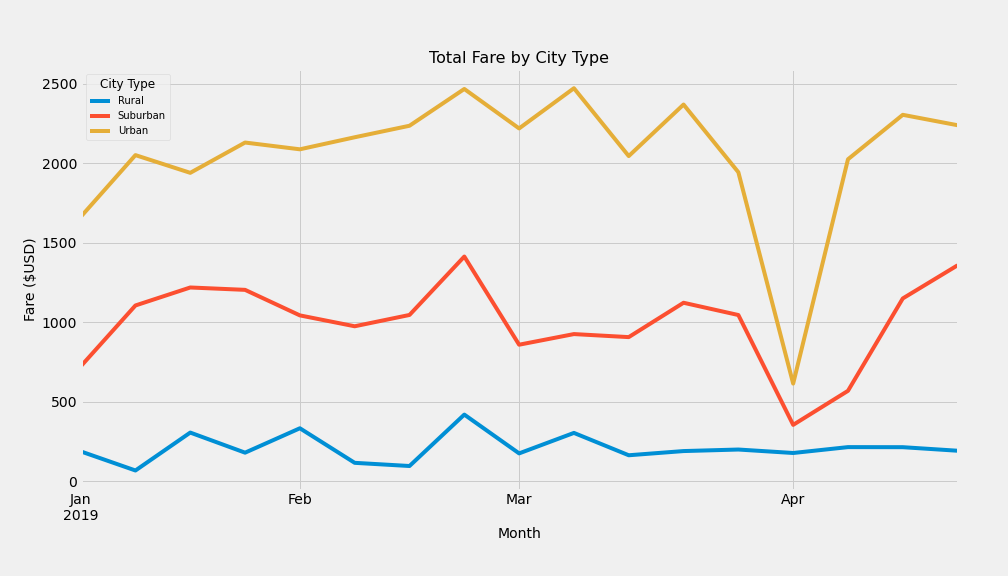 Total Fare by City Type
City Type
Rural
Suburban
Urban
Fare ($USD)
2500
2000
1500
1000
500
0
Jan Feb Mar Apr
2019
Month